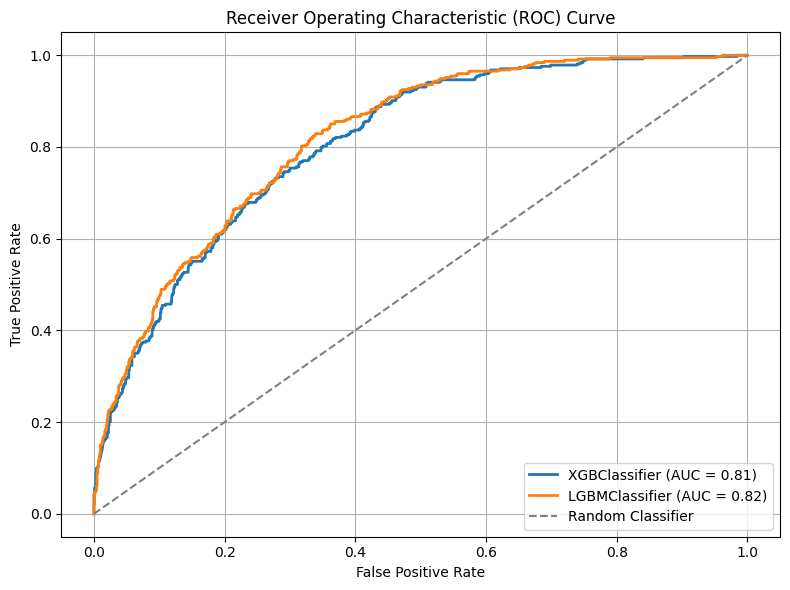 Receiver Operating Characteristic (ROC) Curve
1.0
0.8
0.6
0.4
0.2
0.0
True Positive Rate
0.0 0.2 0.4 0.6 0.8 1.0
False Positive Rate
XGBClassifier (AUC = 0.81)
LGBMClassifier (AUC = 0.82)
Random Classifier